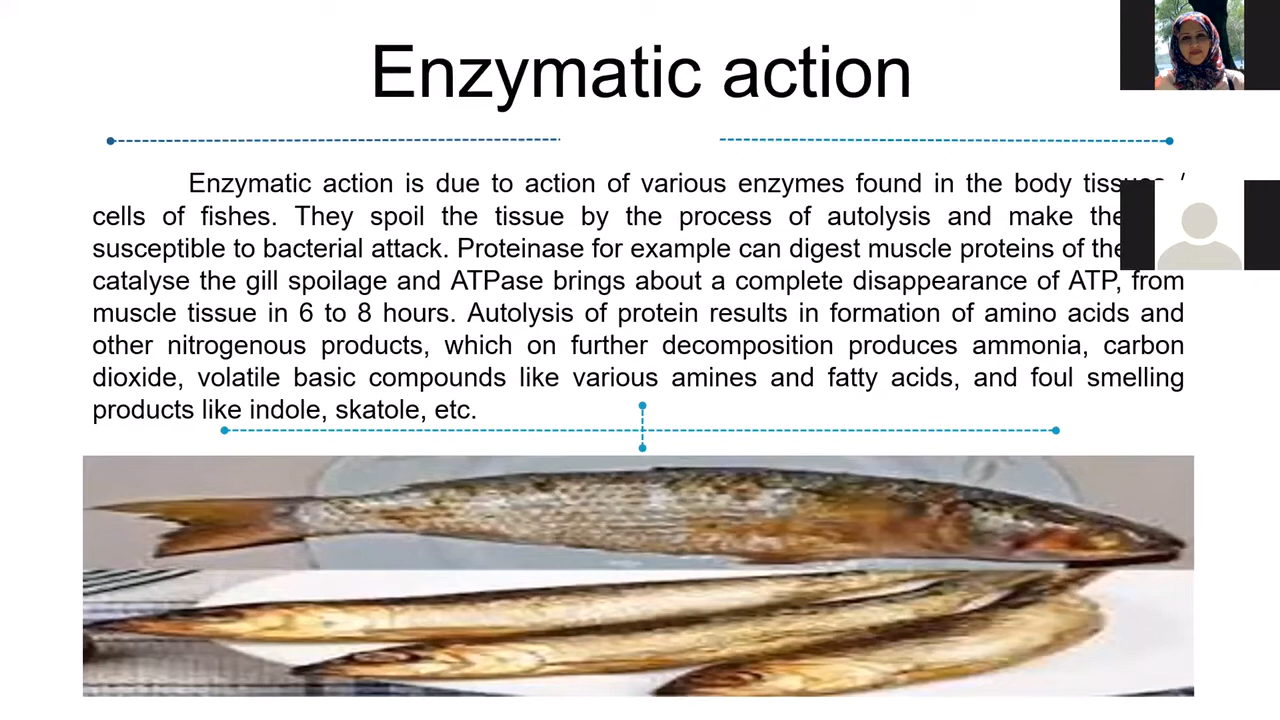 Enzymatic action
Enzymatic action is due to action of various enzymes found in the body tissues /
cells of fishes. They spoil the tissue by the process of autolysis and make
susceptible to bacterial attack. Proteinase for example can digest muscle proteins of
catalyse the gill spoilage and ATPase brings about a complete disappearance of ATP, from
muscle tissue in 6 to 8 hours. Autolysis of protein results in formation of amino acids and
other nitrogenous products, which on further decomposition produces ammonia, carbon
dioxide, volatile basic compounds like various amines and fatty acids, and foul smelling
products like indole, skatole, etc.